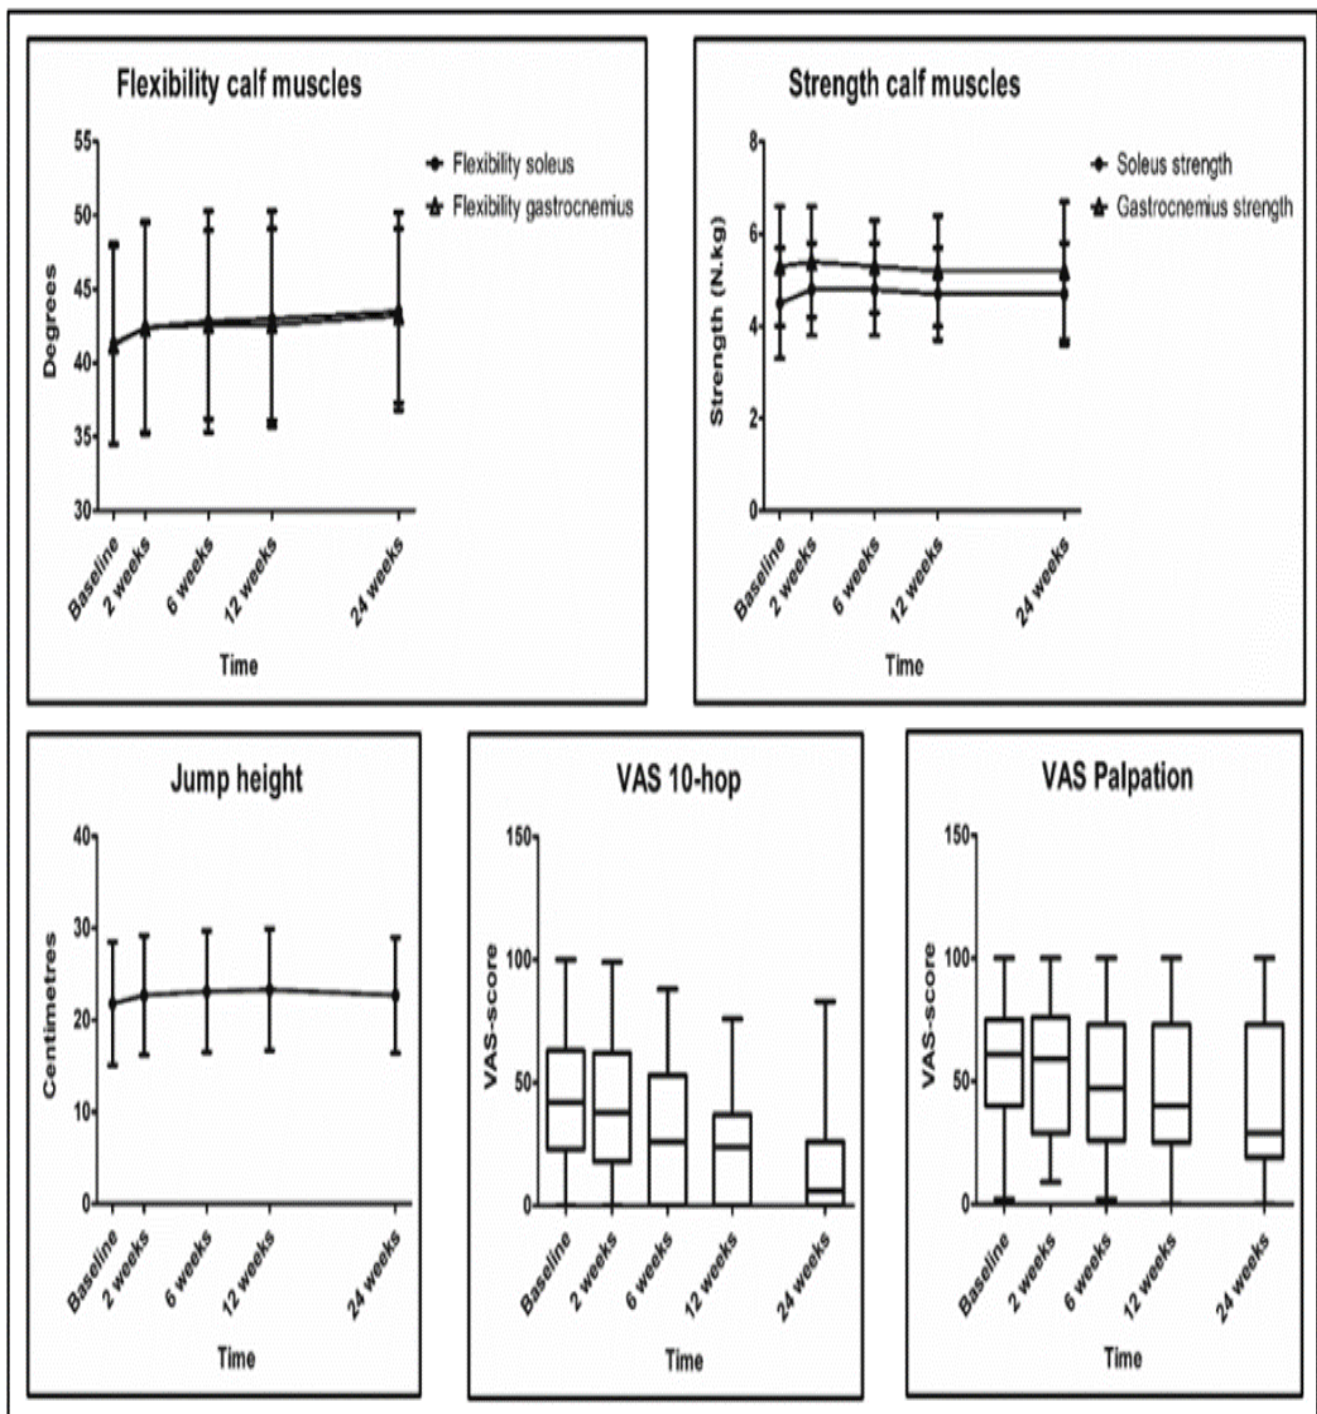 Flexibility calf muscles
55
50
45
40
35
30
Degrees
Flexibility soleus
Flexibility gastrocnemius
Baseline
2 weeks
6 weeks
12 weeks
24 weeks
Time
Strength calf muscles
8
6
4
2
0
Strength (N.kg)
Soleus strength
Gastrocnemius strength
Baseline
2 weeks
6 weeks
12 weeks
24 weeks
Time
Jump height
40
30
20
10
0
Centimetres
Baseline
2 weeks
6 weeks
12 weeks
24 weeks
Time
VAS 10-hop
150
100
50
0
VAS-score
Baseline
2 weeks
6 weeks
12 weeks
24 weeks
Time
VAS Palpation
150
100
50
0
VAS-score
Baseline
2 weeks
6 weeks
12 weeks
24 weeks
Time